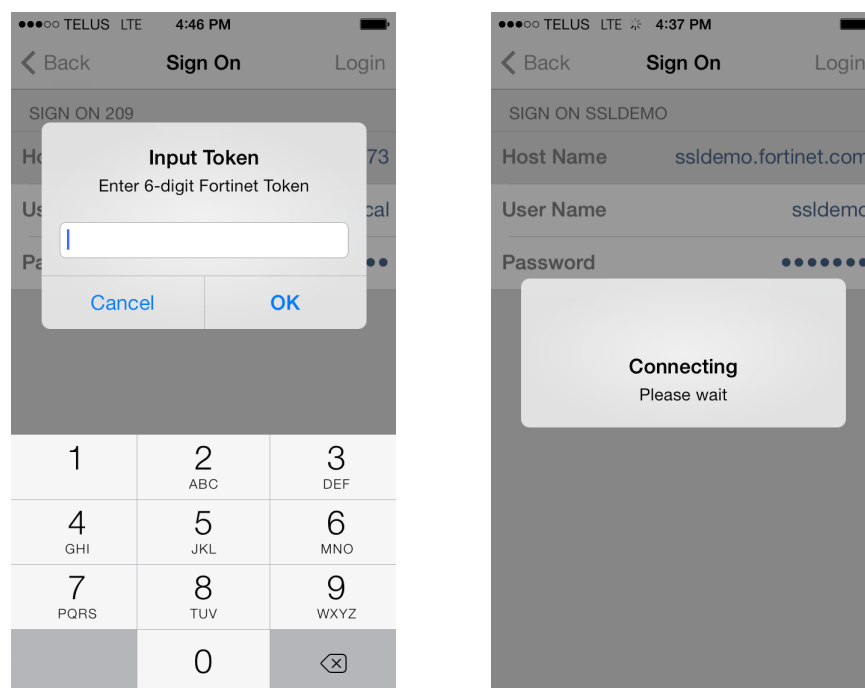 TELUS LTE 4:46 PM
Back Sign On Login
SIGN ON 209
Input Token
Enter 6-digit Fortinet Token
73
cal
Cancel OK
1 2 3
ABC DEF
4 5 6
GHI JKL MNO
7 8 9
PQRS TUV WXYZ
0
TELUS LTE 4:37 PM
Back Sign On Login
SIGN ON SSLDEMO
Host Name ssldemo.fortinet.com
User Name ssldemo
Password
Connecting
Please wait